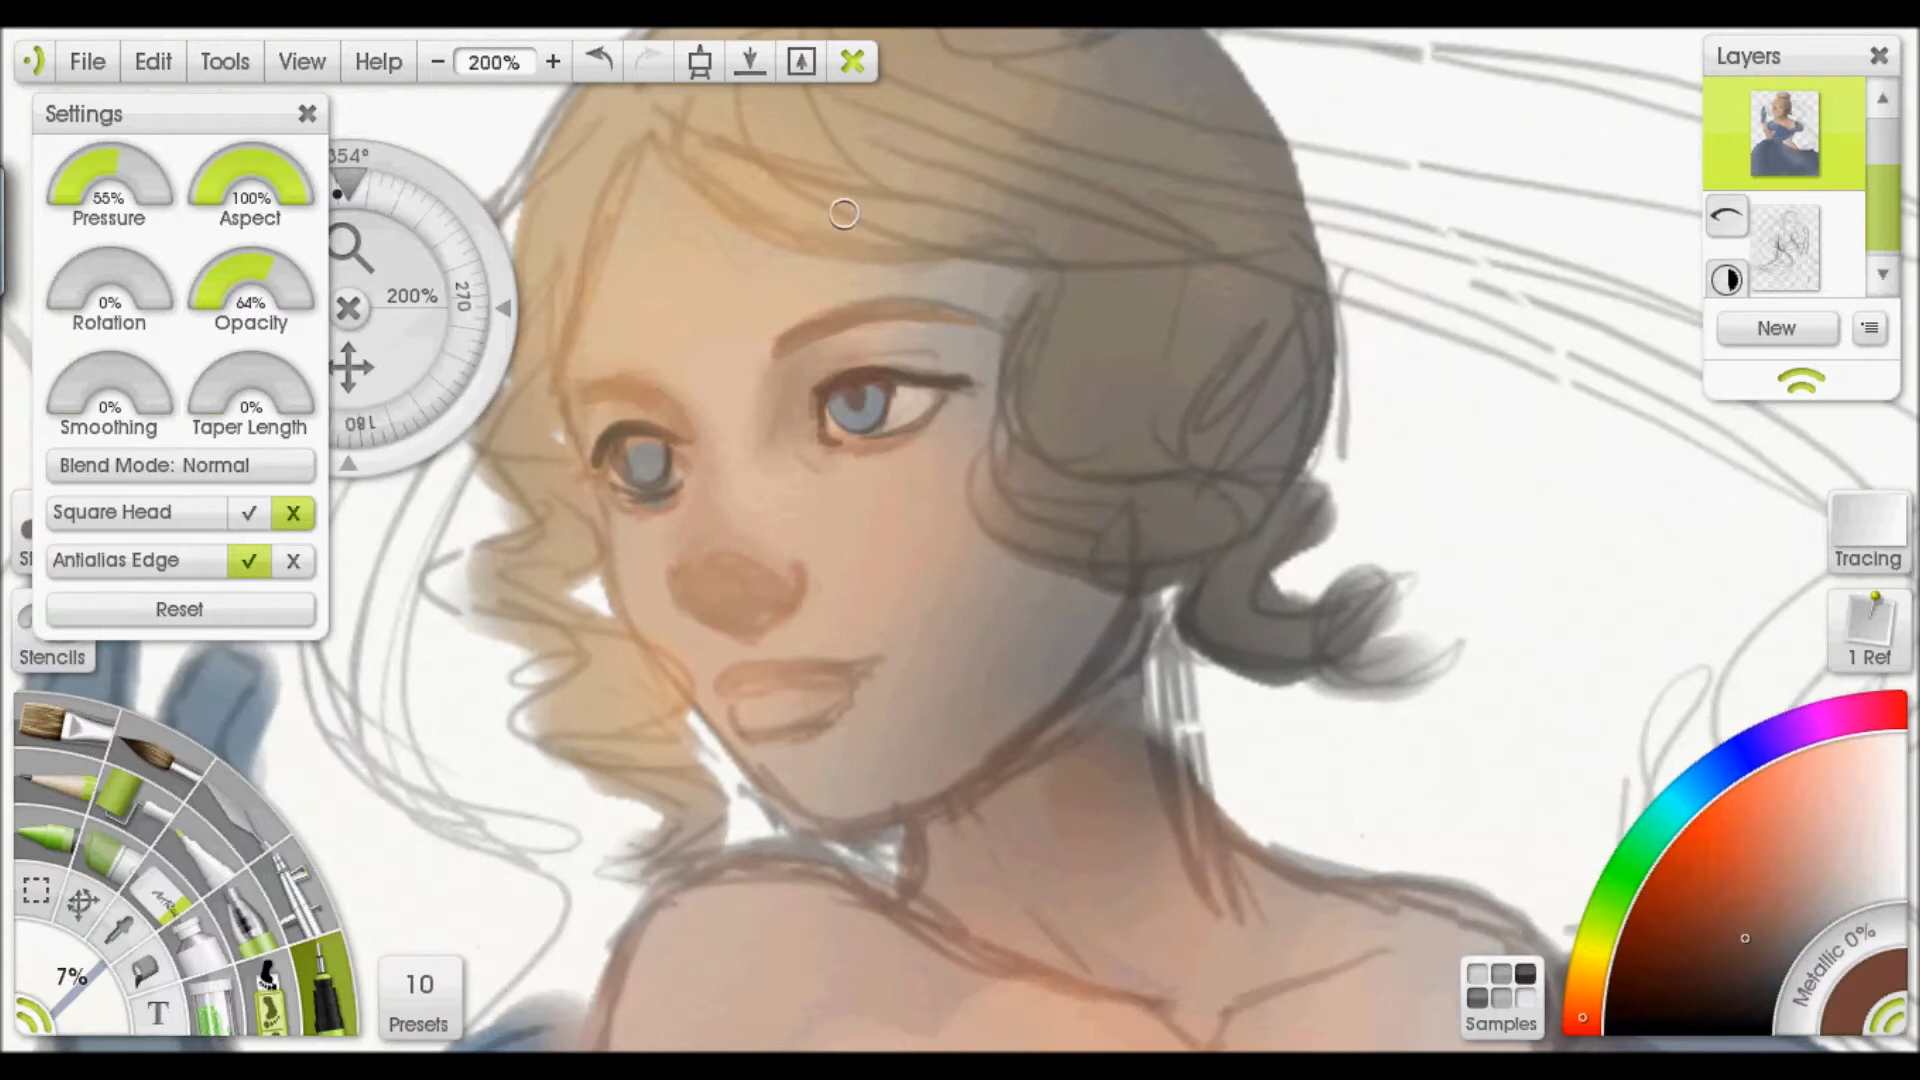 File Edit Tools View Help − 200% +
Layers
Settings
354°
55%
Pressure
100%
Aspect
0%
Rotation
64%
Opacity
200%
270
0%
Smoothing
0%
Taper Length
180
Blend Mode: Normal
Square Head
Antialias Edge
Reset
Stencils
New
Tracing
1 Ref
7%
T
10
Presets
Samples
Metallic 0%